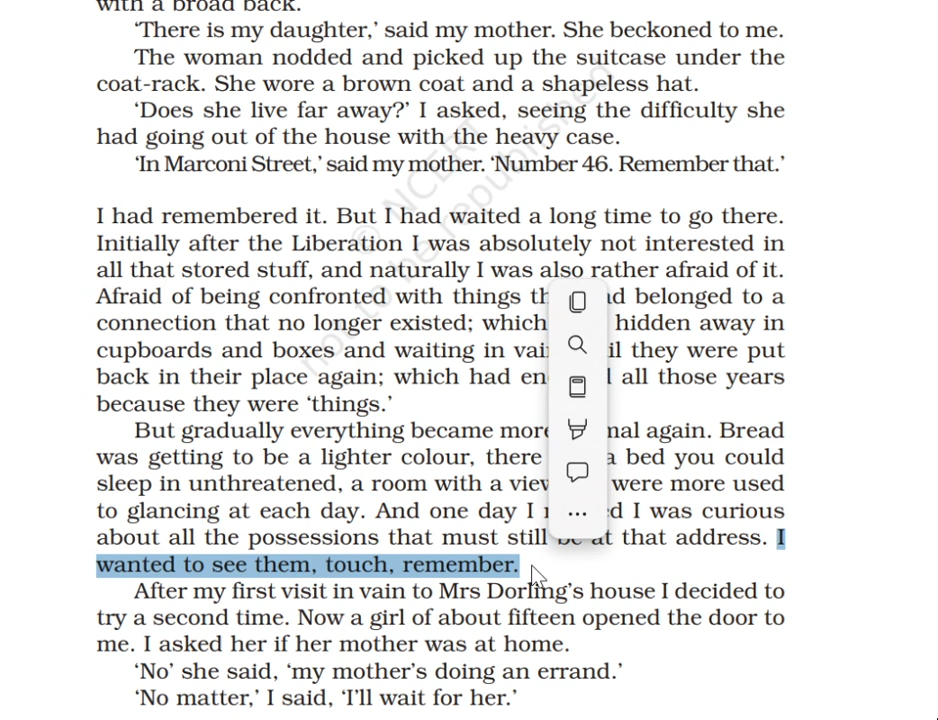 with a broad back.
‘There is my daughter,’ said my mother. She beckoned to me.
The woman nodded and picked up the suitcase under the
coat-rack. She wore a brown coat and a shapeless hat.
‘Does she live far away?’ I asked, seeing the difficulty she
had going out of the house with the heavy case.
‘In Marconi Street,’ said my mother. ‘Number 46. Remember that.’
I had remembered it. But I had waited a long time to go there.
Initially after the Liberation I was absolutely not interested in
all that stored stuff, and naturally I was also rather afraid of it.
Afraid of being confronted with things th d belonged to a
connection that no longer existed; which hidden away in
cupboards and boxes and waiting in vai il they were put
back in their place again; which had en all those years
because they were ‘things.’
But gradually everything became more nal again. Bread
was getting to be a lighter colour, there a bed you could
sleep in unthreatened, a room with a view were more used
to glancing at each day. And one day I d I was curious
about all the possessions that must still be at that address. I
wanted to see them, touch, remember.
After my first visit in vain to Mrs Dorling’s house I decided to
try a second time. Now a girl of about fifteen opened the door to
me. I asked her if her mother was at home.
‘No’ she said, ‘my mother’s doing an errand.’
‘No matter,’ I said, ‘I’ll wait for her.’
© NCERT
not to be republished